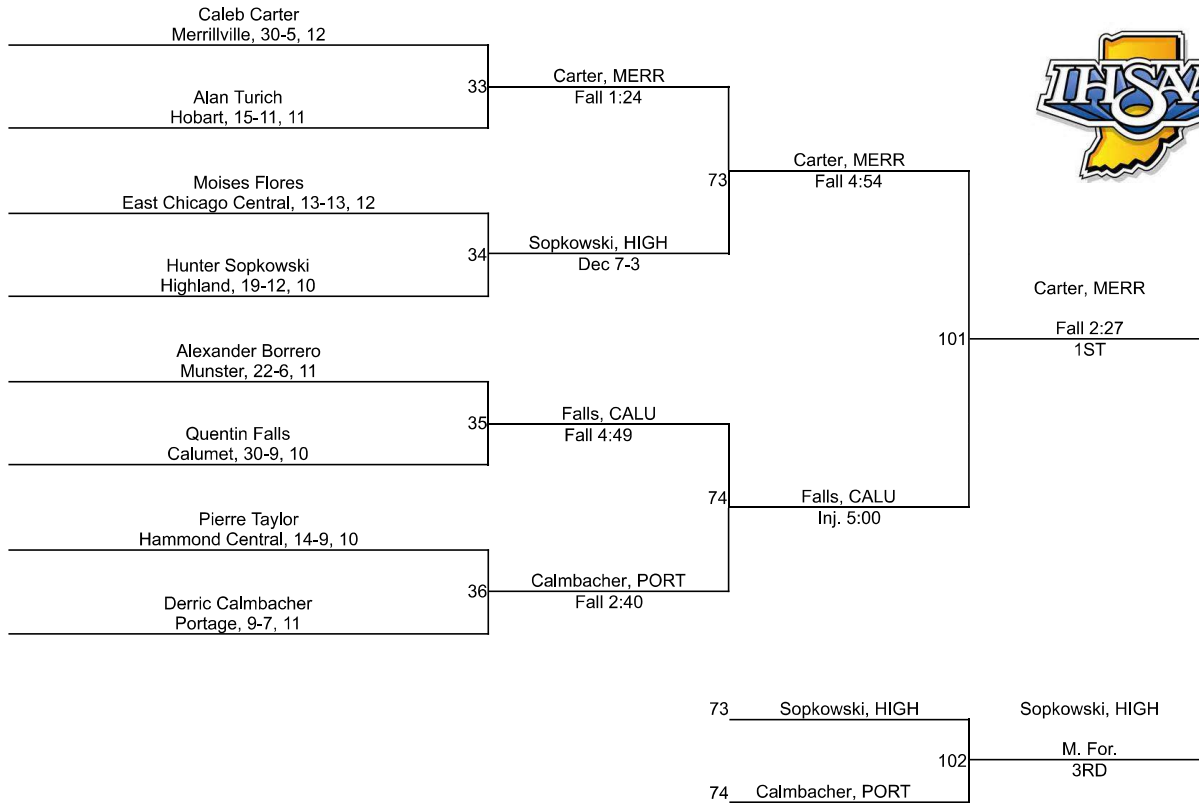 Caleb Carter
Merrillville, 30-5, 12
Alan Turich
Hobart, 15-11, 11
Moises Flores
East Chicago Central, 13-13, 12
Hunter Sopkowski
Highland, 19-12, 10
Alexander Borrero
Munster, 22-6, 11
Quentin Falls
Calumet, 30-9, 10
Pierre Taylor
Hammond Central, 14-9, 10
Derric Calmbacher
Portage, 9-7, 11
33
Carter, MERR
Fall 1:24
34
Sopkowski, HIGH
Dec 7-3
35
Falls, CALU
Fall 4:49
36
Calmbacher, PORT
Fall 2:40
73
Carter, MERR
Fall 4:54
74
Falls, CALU
Inj. 5:00
101
Carter, MERR
Fall 2:27
1ST
73
Sopkowski, HIGH
74
Calmbacher, PORT
102
Sopkowski, HIGH
M. For.
3RD
IHSAA